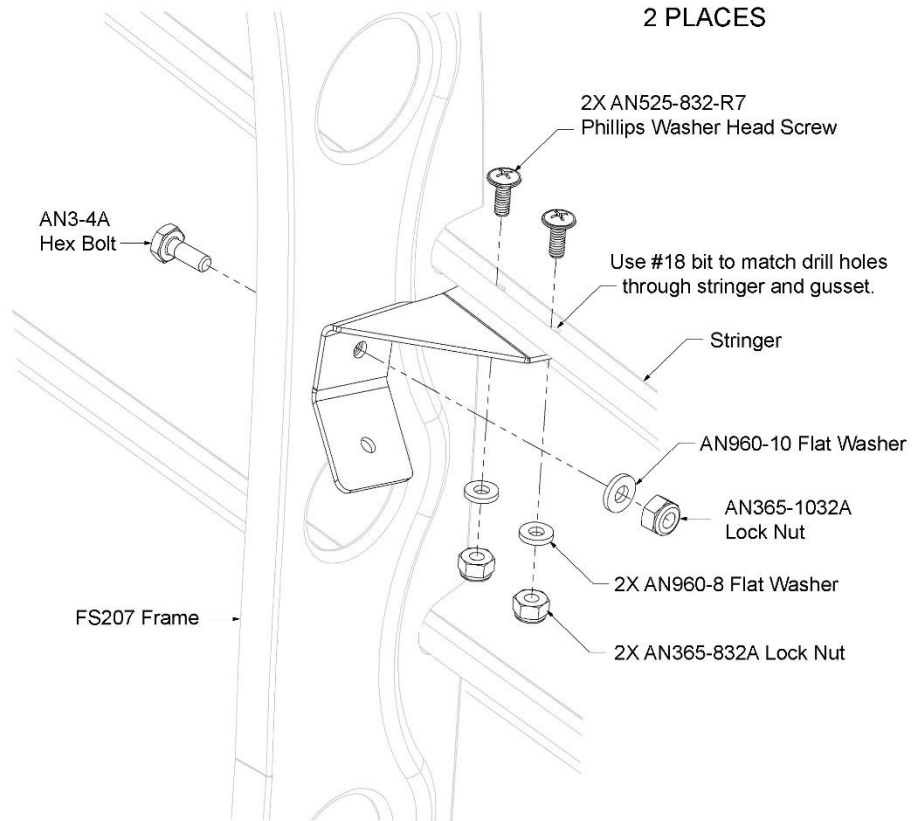 2 PLACES
2X AN525-832-R7
Phillips Washer Head Screw
AN3-4A
Hex Bolt
Use #18 bit to match drill holes
through stringer and gusset.
Stringer
AN960-10 Flat Washer
AN365-1032A
Lock Nut
2X AN960-8 Flat Washer
FS207 Frame
2X AN365-832A Lock Nut